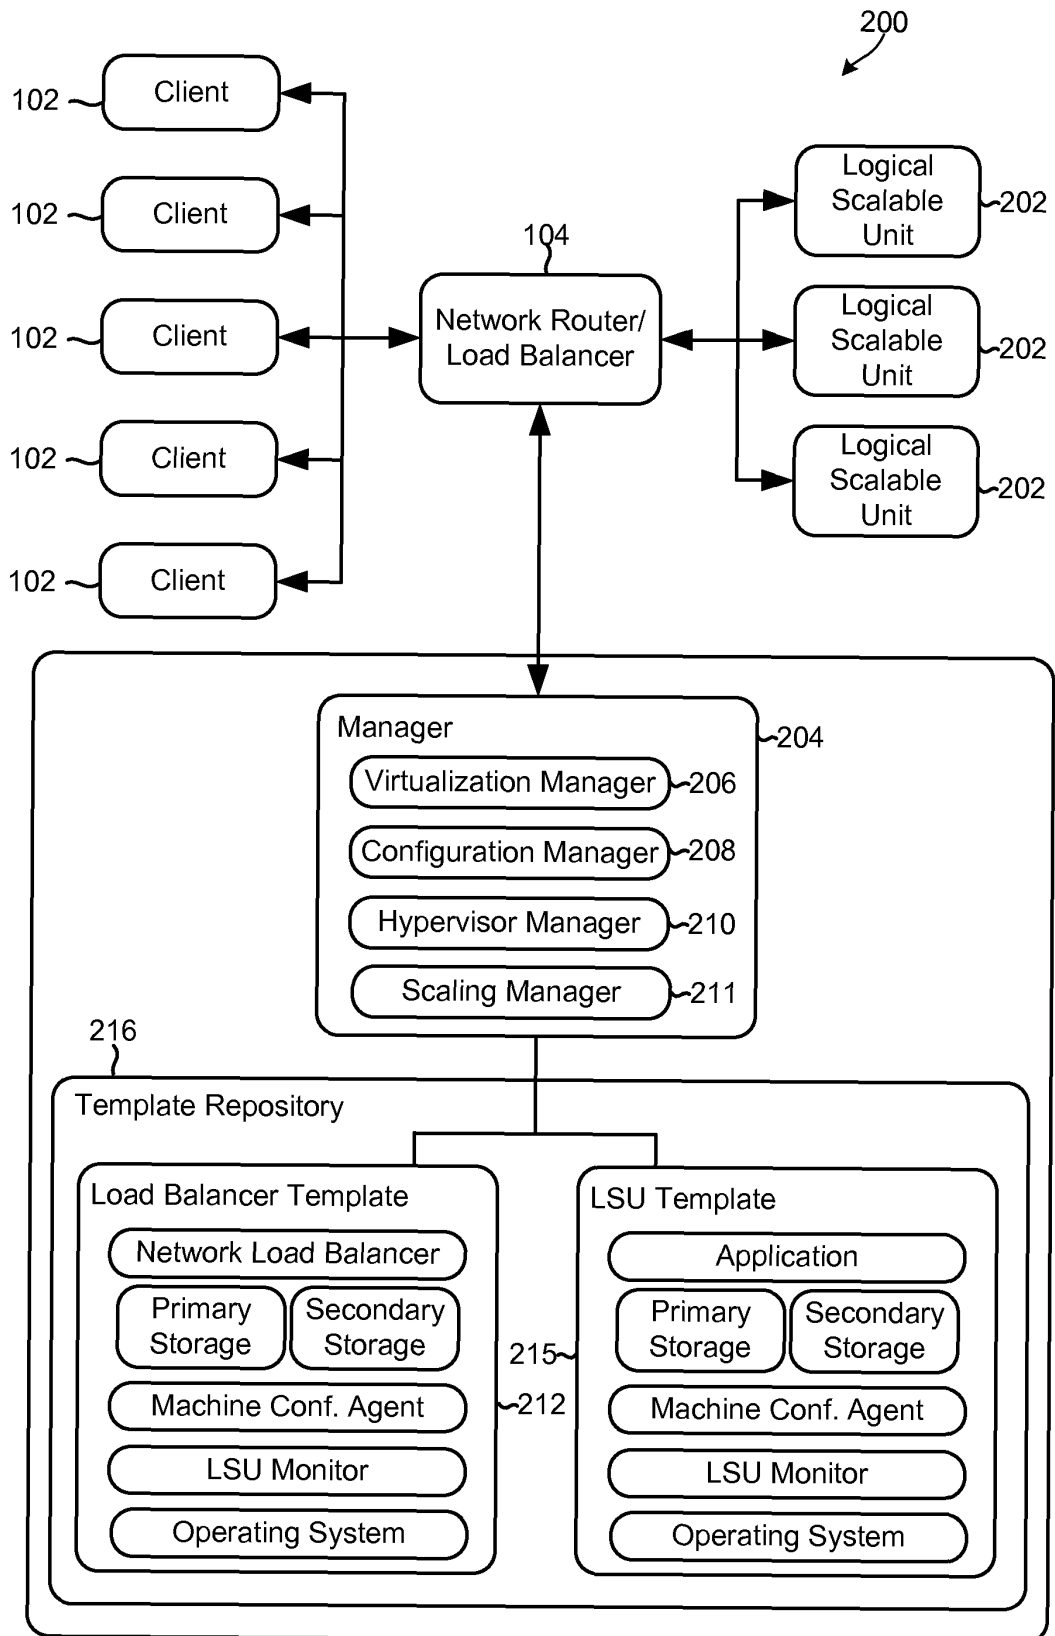 200
Client
102
Client
102
Client
102
Client
102
Client
102
104
Network Router/
Load Balancer
Logical
Scalable
Unit
202
Logical
Scalable
Unit
202
Logical
Scalable
Unit
202
Manager
204
Virtualization Manager
206
Configuration Manager
208
Hypervisor Manager
210
Scaling Manager
211
216
Template Repository
Load Balancer Template
Network Load Balancer
Primary
Storage
Secondary
Storage
Machine Conf. Agent
212
LSU Monitor
Operating System
LSU Template
Application
Primary
Storage
Secondary
Storage
215
Machine Conf. Agent
LSU Monitor
Operating System